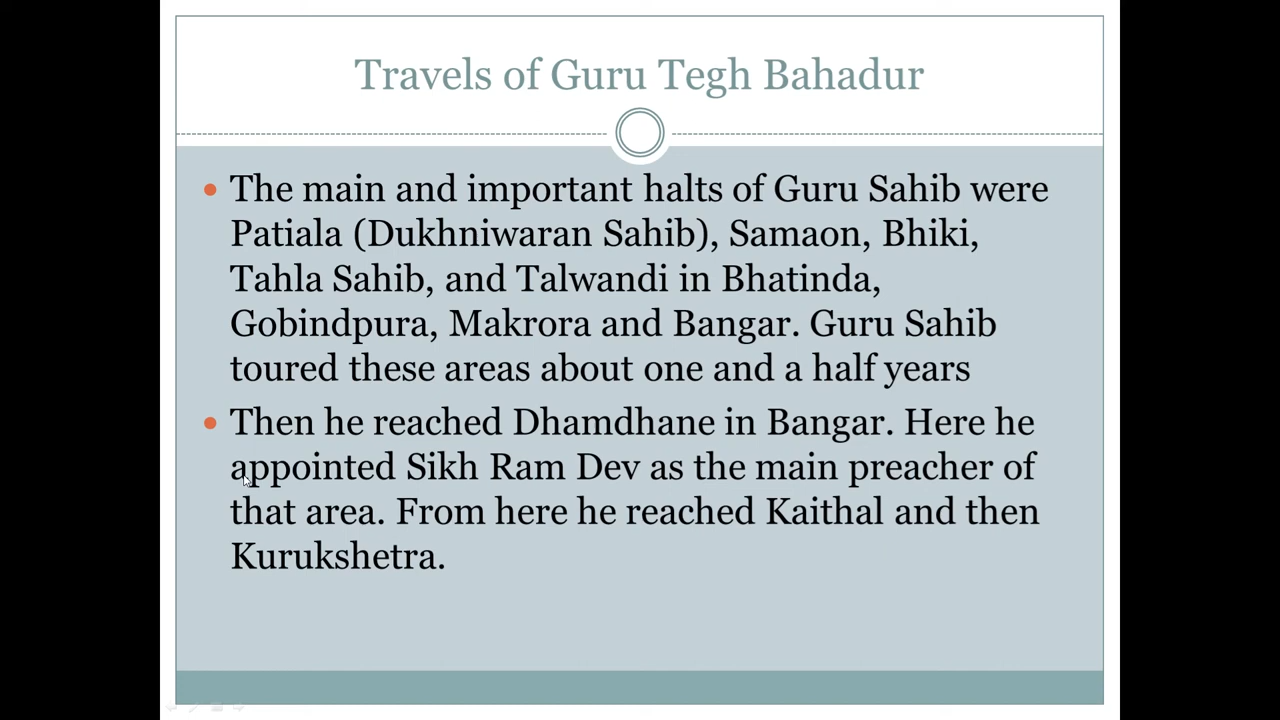 Travels of Guru Tegh Bahadur
The main and important halts of Guru Sahib were
Patiala (Dukhniwaran Sahib), Samaon, Bhiki,
Tahla Sahib, and Talwandi in Bhatinda,
Gobindpura, Makrora and Bangar. Guru Sahib
toured these areas about one and a half years
Then he reached Dhamdhane in Bangar. Here he
appointed Sikh Ram Dev as the main preacher of
that area. From here he reached Kaithal and then
Kurukshetra.